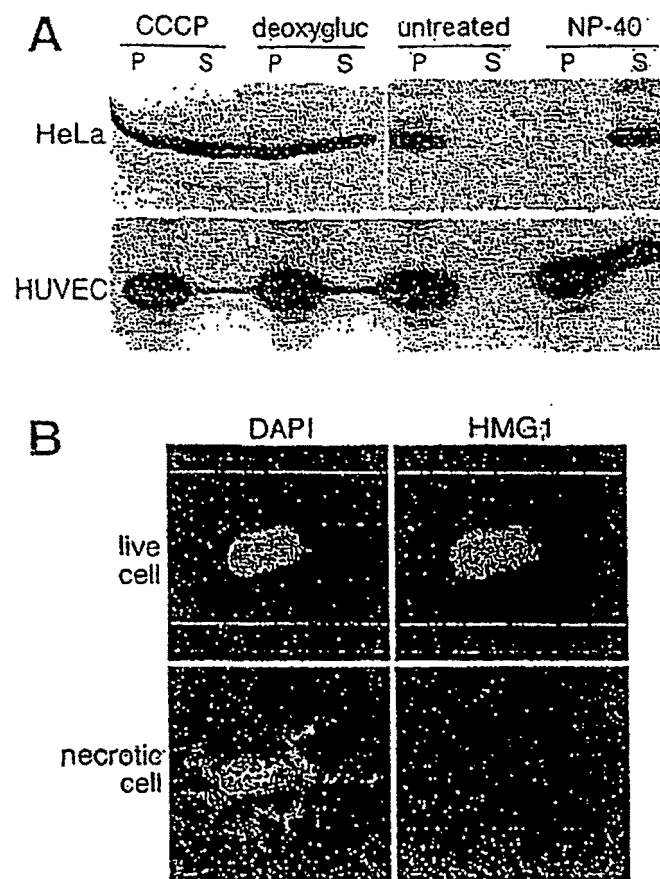 A
CCCP deoxygluc untreated NP-40
P S P S P S P S
HeLa
HUVEC
B
DAPI HMG1
live
cell
necrotic
cell